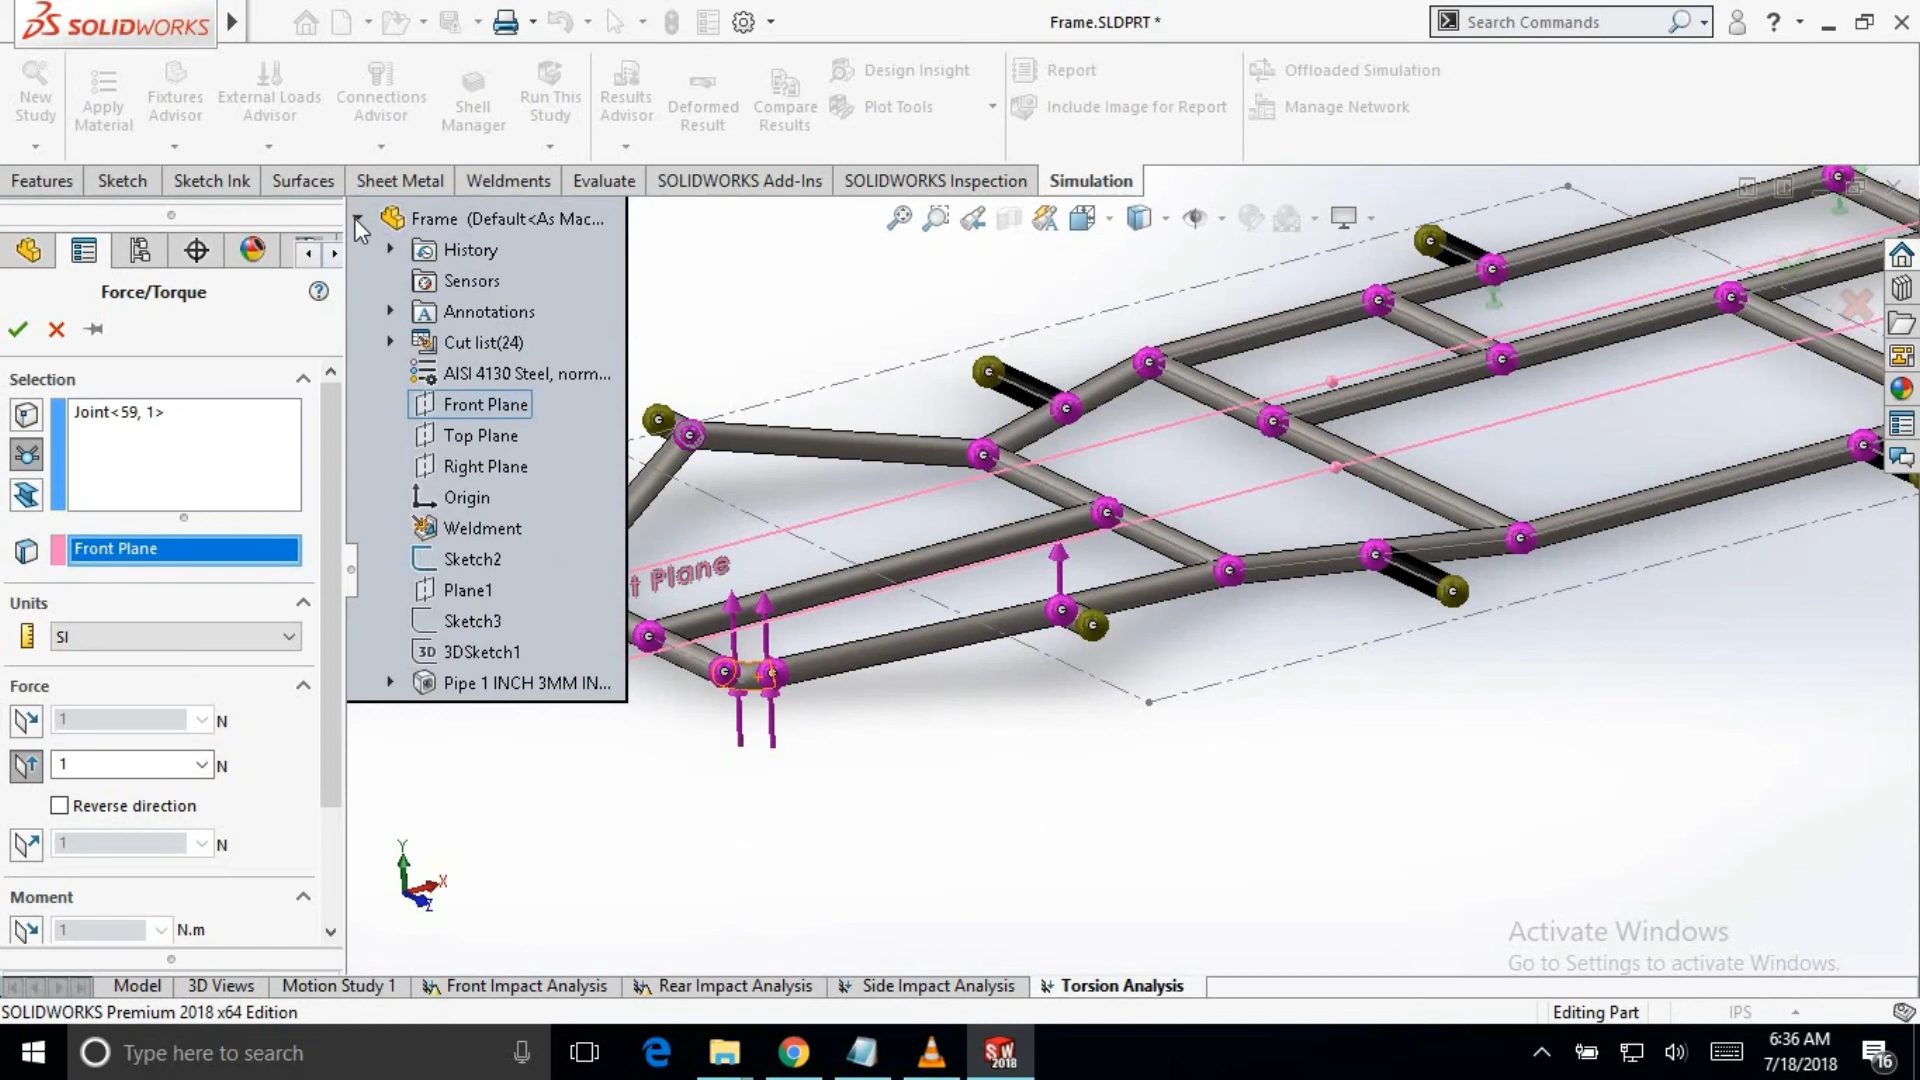 SOLIDWORKS
Frame.SLDPRT *
Search Commands
?
New Study
Apply Material
Fixtures Advisor
External Loads Advisor
Connections Advisor
Shell Manager
Run This Study
Results Advisor
Deformed Result
Compare Results
Design Insight
Plot Tools
Report
Include Image for Report
Offloaded Simulation
Manage Network
Features
Sketch
Sketch Ink
Surfaces
Sheet Metal
Weldments
Evaluate
SOLIDWORKS Add-Ins
SOLIDWORKS Inspection
Simulation
Force/Torque
?
Selection
Joint<59, 1>
Front Plane
Units
SI
Force
1 N
1 N
Reverse direction
1 N
Moment
1 N.m
Frame (Default<As Mac...
History
Sensors
Annotations
Cut list(24)
AISI 4130 Steel, norm...
Front Plane
Top Plane
Right Plane
Origin
Weldment
Sketch2
Plane1
Sketch3
3D 3DSketch1
Pipe 1 INCH 3MM IN...
t Plane
Y
X
Z
Activate Windows
Go to Settings to activate Windows.
Model
3D Views
Motion Study 1
Front Impact Analysis
Rear Impact Analysis
Side Impact Analysis
Torsion Analysis
SOLIDWORKS Premium 2018 x64 Edition
Editing Part
IPS
Type here to search
SW 2018
6:36 AM
7/18/2018
16